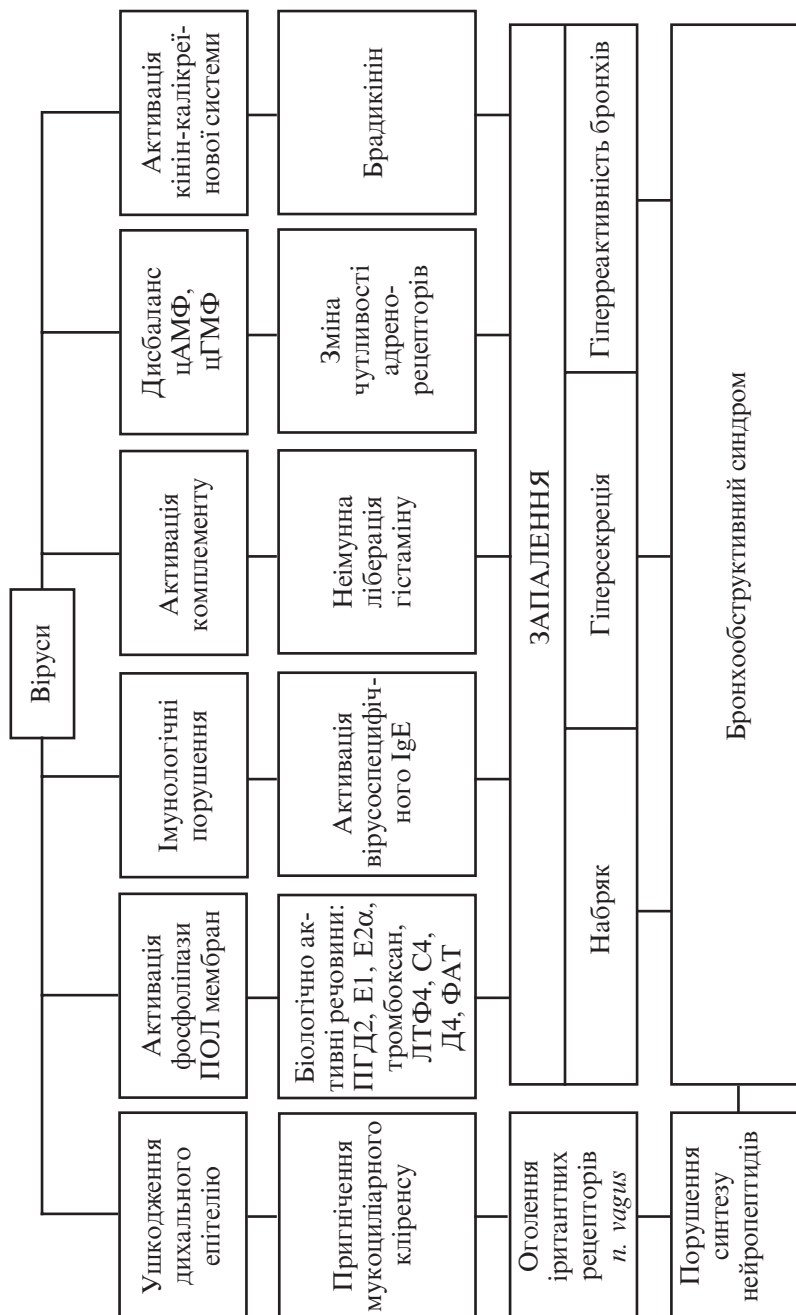 Віруси
Ушкодження
дихального
епітелію
Активація
фосфоліпази
ПОЛ мембран
Імунологічні
порушення
Активація
комплементу
Дисбаланс
цАМФ,
цГМФ
Активація
кінін-калікреї-
нової системи
Пригнічення
мукоциліарного
кліренсу
Біологічно ак-
тивні речовини:
ПГД2, Е1, Е2α,
тромбоксан,
ЛТФ4, С4,
Д4, ФАТ
Активація
вірусоспецифіч-
ного IgE
Неімунна
ліберація
гістаміну
Зміна
чутливості
адрено-
рецепторів
Брадикінін
Оголення
іритантних
рецепторів
n. vagus
ЗАПАЛЕННЯ
Набряк
Гіперсекреція
Гіперреактивність бронхів
Порушення
синтезу
нейропептидів
Бронхообструктивний синдром